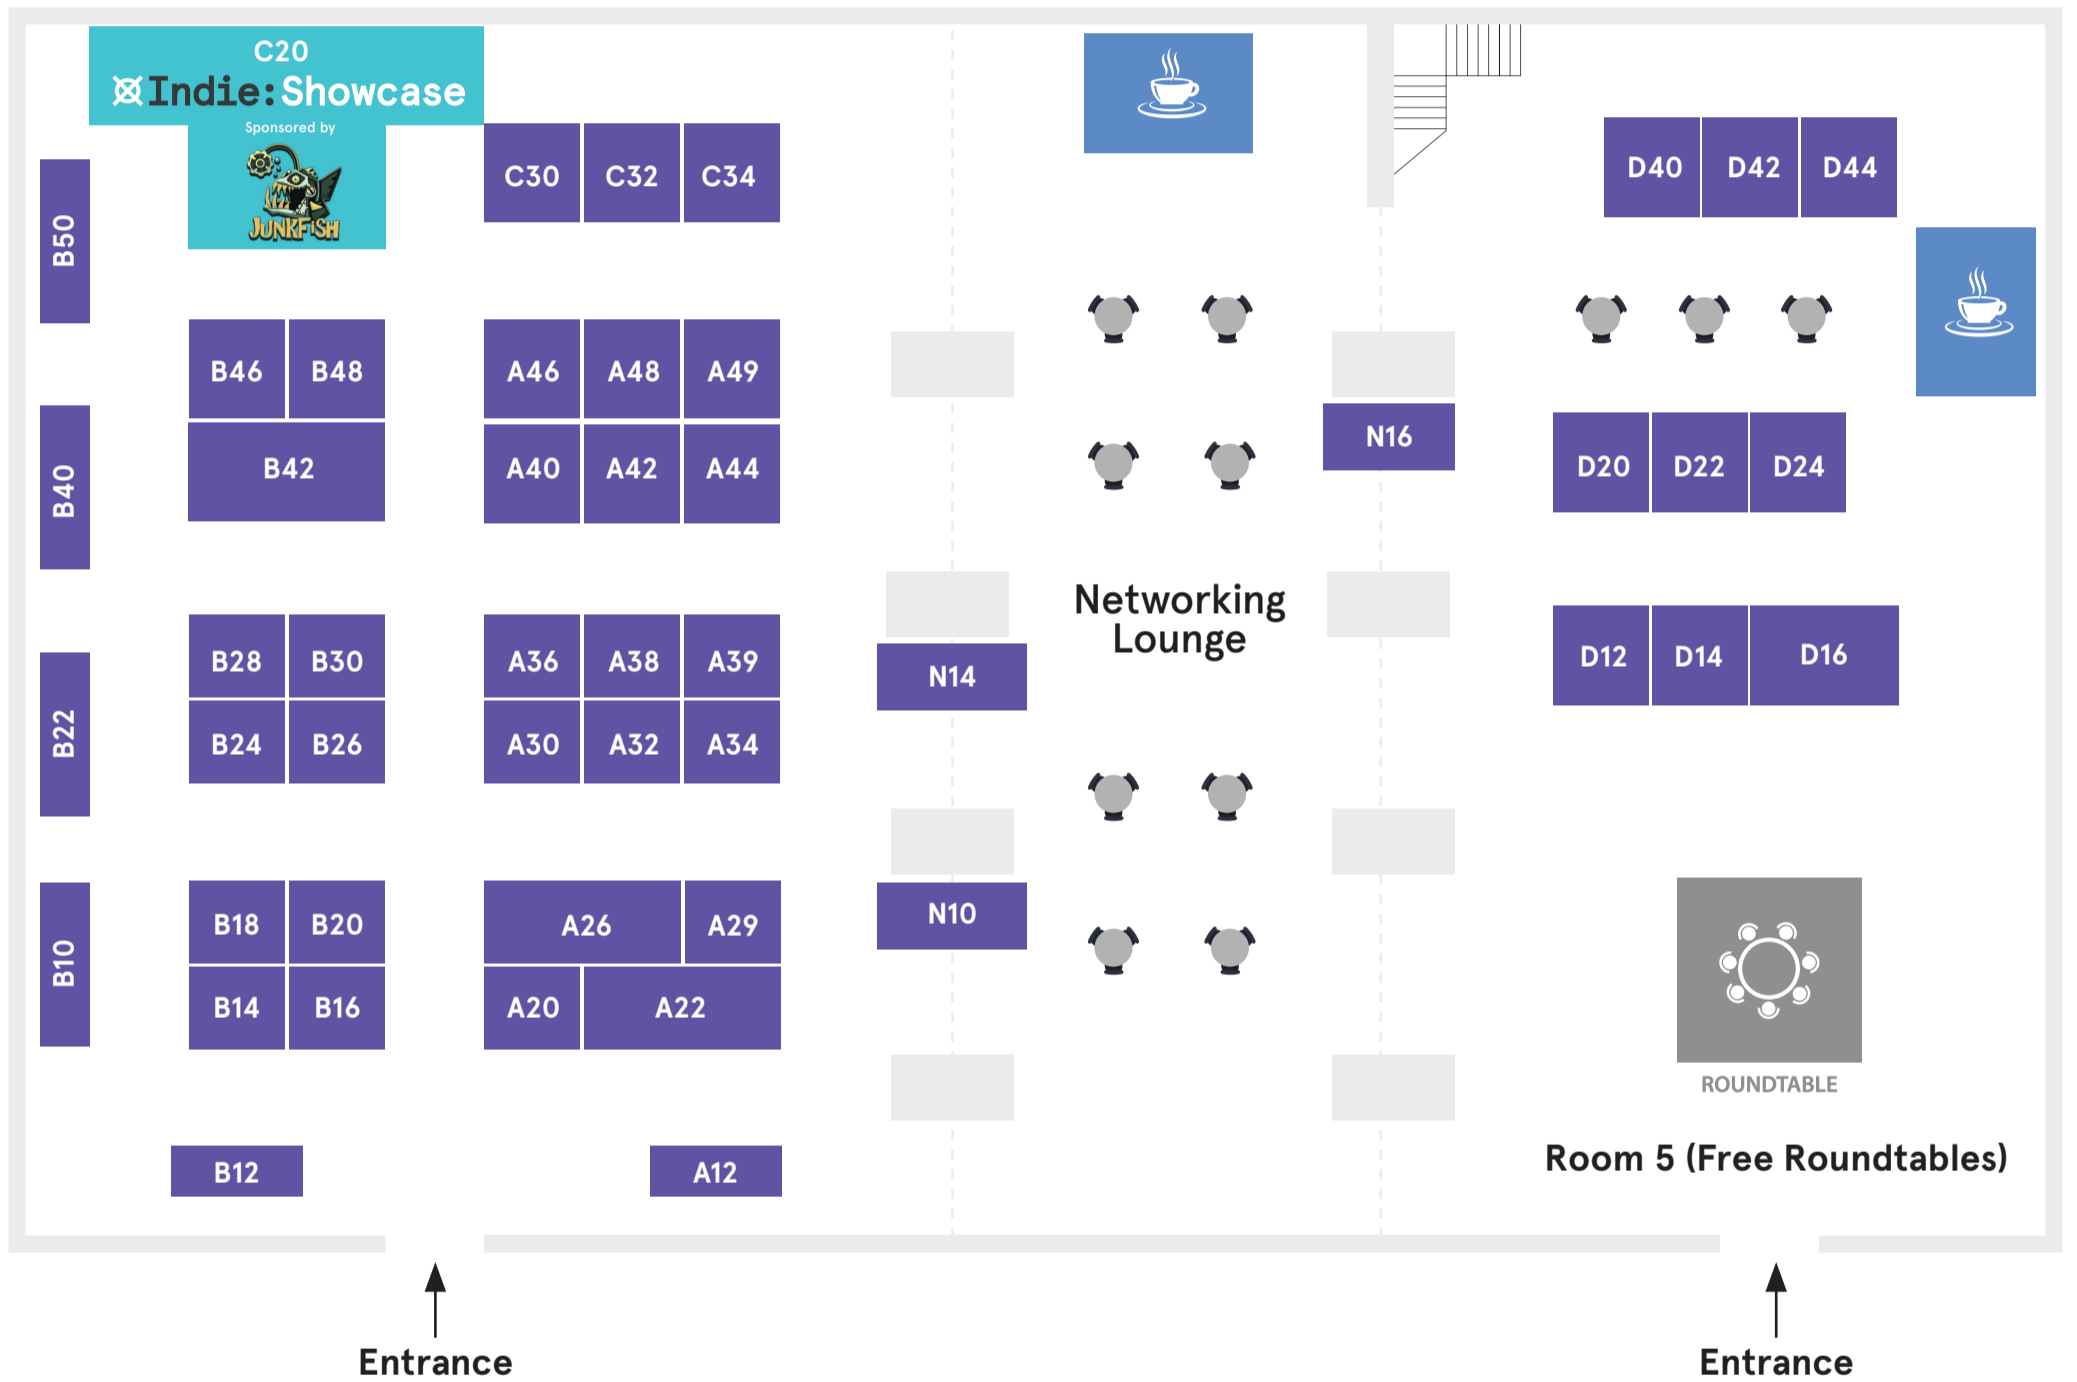 C20
Indie:Showcase
Sponsored by
JUNKFISH
B50
C30 C32 C34
D40 D42 D44
B46 B48
A46 A48 A49
B40
B42
A40 A42 A44
N16
D20 D22 D24
Networking
Lounge
B28 B30
A36 A38 A39
N14
D12 D14 D16
B22
B24 B26
A30 A32 A34
B18 B20
A26 A29
N10
B10
B14 B16
A20 A22
ROUNDTABLE
Room 5 (Free Roundtables)
B12
A12
Entrance
Entrance